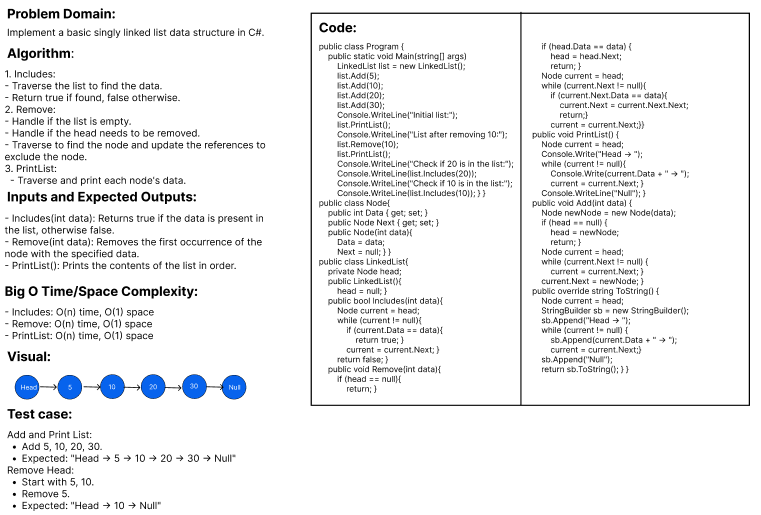 Problem Domain:
Implement a basic singly linked list data structure in C#.
Algorithm:
1. Includes:
- Traverse the list to find the data.
- Return true if found, false otherwise.
2. Remove:
- Handle if the list is empty.
- Handle if the head needs to be removed.
- Traverse to find the node and update the references to
exclude the node.
3. PrintList:
- Traverse and print each node's data.
Inputs and Expected Outputs:
- Includes(int data): Returns true if the data is present in
the list, otherwise false.
- Remove(int data): Removes the first occurrence of the
node with the specified data.
- PrintList(): Prints the contents of the list in order.
Big O Time/Space Complexity:
- Includes: O(n) time, O(1) space
- Remove: O(n) time, O(1) space
- PrintList: O(n) time, O(1) space
Visual:
Head 5 10 20 30 Null
Test case:
Add and Print List:
• Add 5, 10, 20, 30.
• Expected: "Head → 5 → 10 → 20 → 30 → Null"
Remove Head:
• Start with 5, 10.
• Remove 5.
• Expected: "Head → 10 → Null"
Code:
public class Program {
public static void Main(string[] args)
LinkedList list = new LinkedList();
list.Add(5);
list.Add(10);
list.Add(20);
list.Add(30);
Console.WriteLine("Initial list:");
list.PrintList();
Console.WriteLine("List after removing 10:");
list.Remove(10);
list.PrintList();
Console.WriteLine("Check if 20 is in the list:");
Console.WriteLine(list.Includes(20));
Console.WriteLine("Check if 10 is in the list:");
Console.WriteLine(list.Includes(10)); } }
public class Node{
public int Data { get; set; }
public Node Next { get; set; }
public Node(int data){
Data = data;
Next = null; } }
public class LinkedList{
private Node head;
public LinkedList(){
head = null; }
public bool Includes(int data){
Node current = head;
while (current != null){
if (current.Data == data){
return true; }
current = current.Next; }
return false; }
public void Remove(int data){
if (head == null){
return; }
if (head.Data == data) {
head = head.Next;
return; }
Node current = head;
while (current.Next != null){
if (current.Next.Data == data){
current.Next = current.Next.Next;
return;}
current = current.Next;}}
public void PrintList() {
Node current = head;
Console.Write("Head → ");
while (current != null){
Console.Write(current.Data + " → ");
current = current.Next; }
Console.WriteLine("Null"); }
public void Add(int data) {
Node newNode = new Node(data);
if (head == null) {
head = newNode;
return; }
Node current = head;
while (current.Next != null) {
current = current.Next; }
current.Next = newNode; }
public override string ToString() {
Node current = head;
StringBuilder sb = new StringBuilder();
sb.Append("Head → ");
while (current != null) {
sb.Append(current.Data + " → ");
current = current.Next;}
sb.Append("Null");
return sb.ToString(); } }